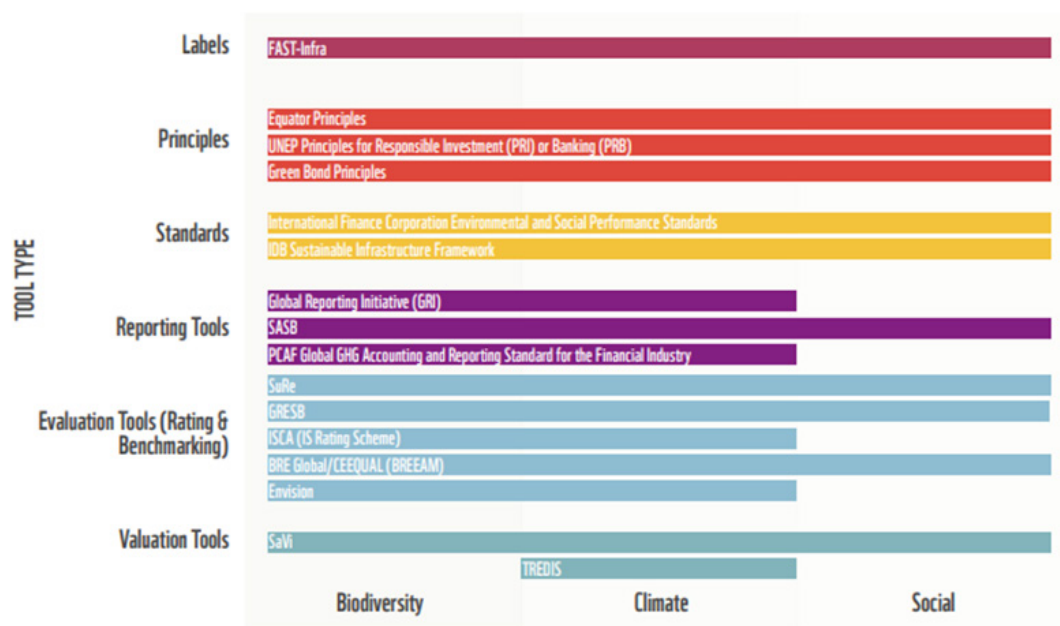 Labels
FAST-Infra
Principles
Equator Principles
UNEP Principles for Responsible Investment (PRI) or Banking (PRB)
Green Bond Principles
Standards
International Finance Corporation Environmental and Social Performance Standards
IDB Sustainable Infrastructure Framework
TOOL TYPE
Reporting Tools
Global Reporting Initiative (GRI)
SASB
PCAF Global GHG Accounting and Reporting Standard for the Financial Industry
Evaluation Tools (Rating &
Benchmarking)
SuRe
GRESB
ISCA (IS Rating Scheme)
BRE Global/CEEQUAL (BREEAM)
Envision
Valuation Tools
SaVi
TREDIS
Biodiversity
Climate
Social